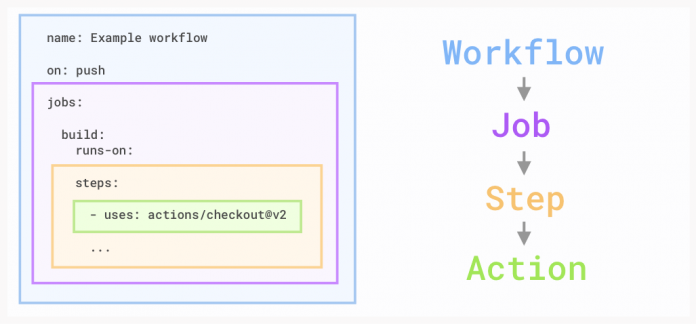 name: Example workflow
on: push
jobs:
build:
runs-on:
steps:
- uses: actions/checkout@v2
...
Workflow
Job
Step
Action